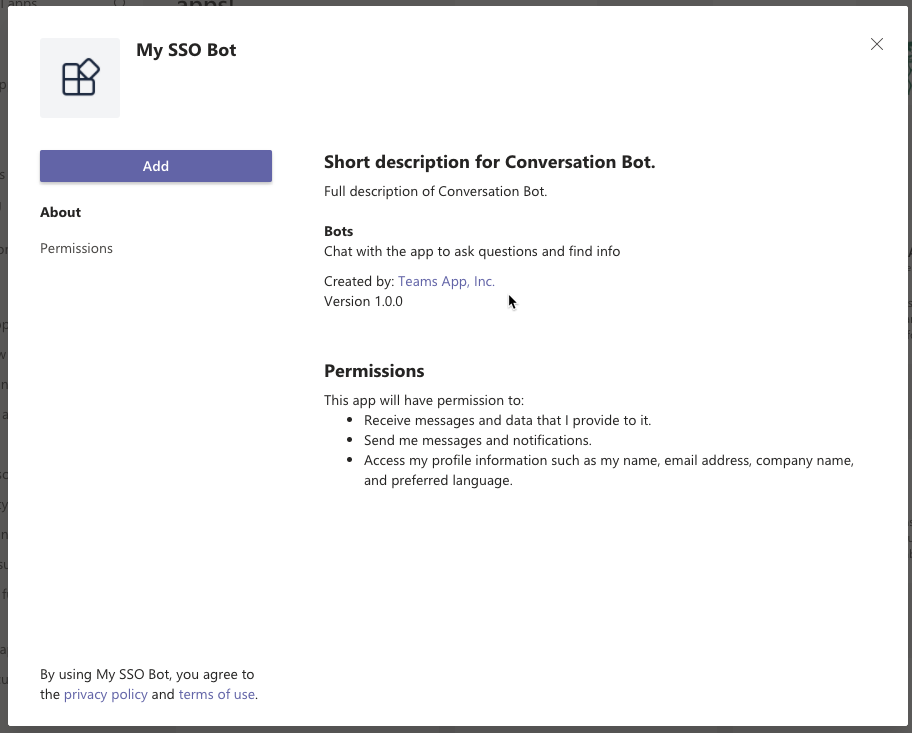 apps!
My SSO Bot
Add
About
Permissions
Short description for Conversation Bot.
Full description of Conversation Bot.
Bots
Chat with the app to ask questions and find info
Created by: Teams App, Inc.
Version 1.0.0
Permissions
This app will have permission to:
Receive messages and data that I provide to it.
Send me messages and notifications.
Access my profile information such as my name, email address, company name,
and preferred language.
By using My SSO Bot, you agree to
the privacy policy and terms of use.